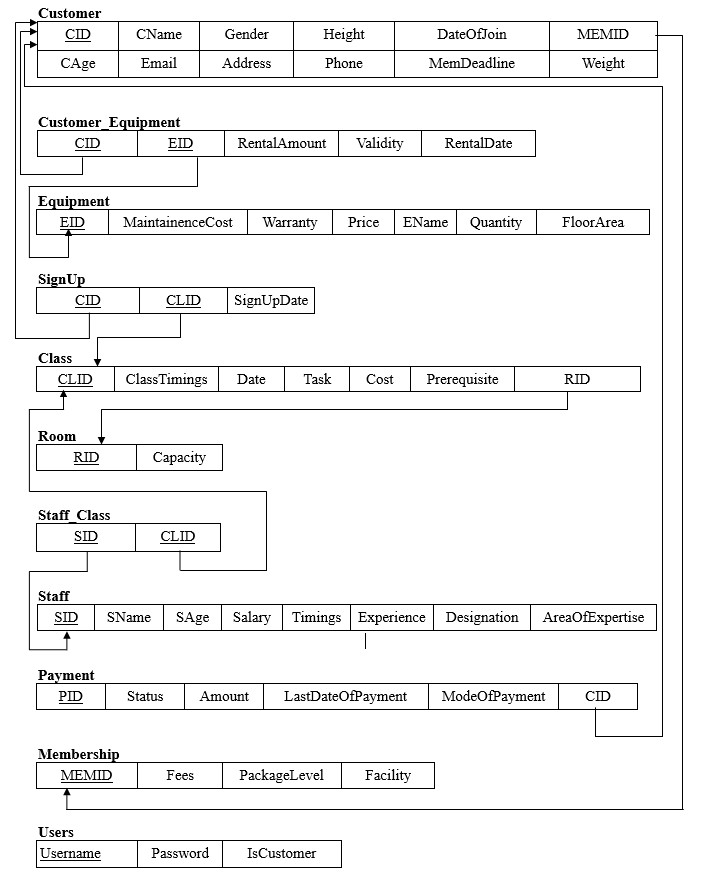 Customer
CID CName Gender Height DateOfJoin MEMID
CAge Email Address Phone MemDeadline Weight
Customer_Equipment
CID EID RentalAmount Validity RentalDate
Equipment
EID MaintainenceCost Warranty Price EName Quantity FloorArea
SignUp
CID CLID SignUpDate
Class
CLID ClassTimings Date Task Cost Prerequisite RID
Room
RID Capacity
Staff_Class
SID CLID
Staff
SID SName SAge Salary Timings Experience Designation AreaOfExpertise
Payment
PID Status Amount LastDateOfPayment ModeOfPayment CID
Membership
MEMID Fees PackageLevel Facility
Users
Username Password IsCustomer